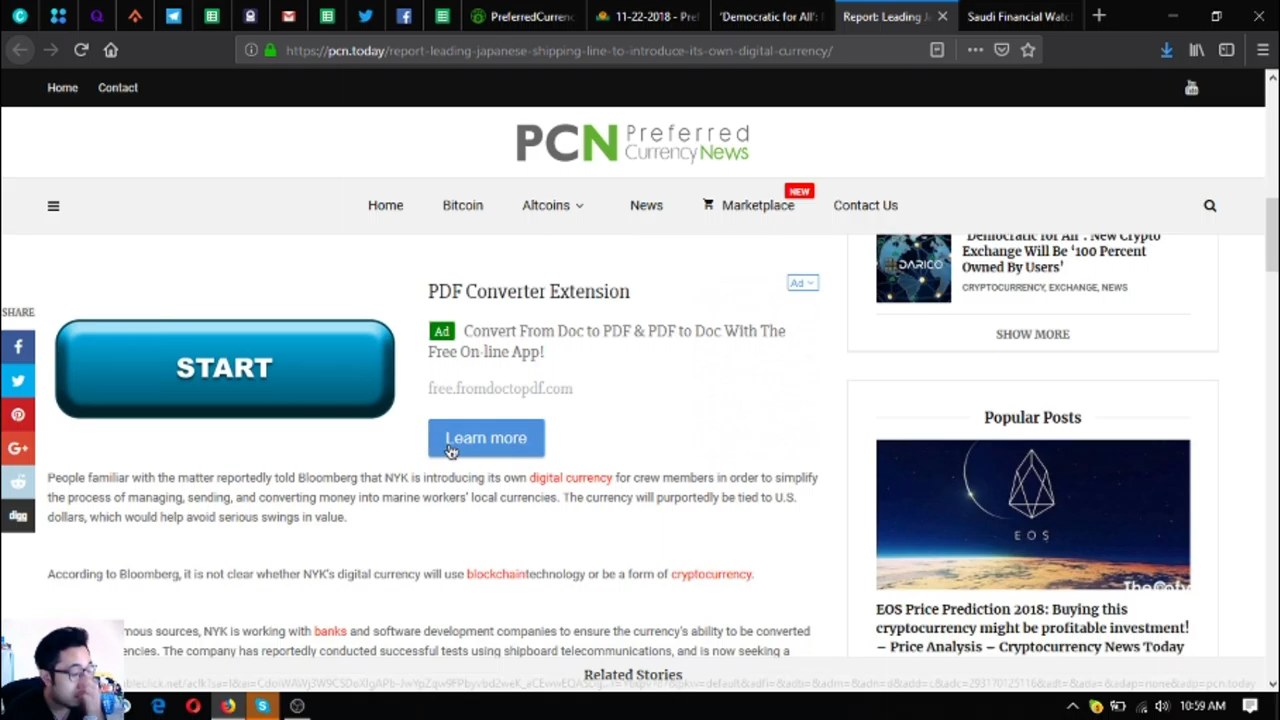 PreferredCurrenc
11-22-2018 - Pre
'Democratic for All':
Report: Leading Ja
Saudi Financial Watc
https://pcn.today/report-leading-japanese-shipping-line-to-introduce-its-own-digital-currency/
Home Contact
PCN Preferred CurrencyNews
NEW
Home Bitcoin Altcoins News Marketplace Contact Us
'Democratic for All': New Crypto
Exchange Will Be '100 Percent
Owned By Users'
CRYPTOCURRENCY, EXCHANGE, NEWS
DARICO
SHOW MORE
SHARE
START
PDF Converter Extension
Ad
Ad Convert From Doc to PDF & PDF to Doc With The
Free On-line App!
free.fromdoctopdf.com
Learn more
digg
People familiar with the matter reportedly told Bloomberg that NYK is introducing its own digital currency for crew members in order to simplify
the process of managing, sending, and converting money into marine workers' local currencies. The currency will purportedly be tied to U.S.
dollars, which would help avoid serious swings in value.
According to Bloomberg, it is not clear whether NYK's digital currency will use blockchaintechnology or be a form of cryptocurrency.
mous sources, NYK is working with banks and software development companies to ensure the currency's ability to be converted
encies. The company has reportedly conducted successful tests using shipboard telecommunications, and is now seeking a
Popular Posts
EOS
EOS Price Prediction 2018: Buying this
cryptocurrency might be profitable investment!
– Price Analysis – Cryptocurrency News Today
Related Stories
10:59 AM